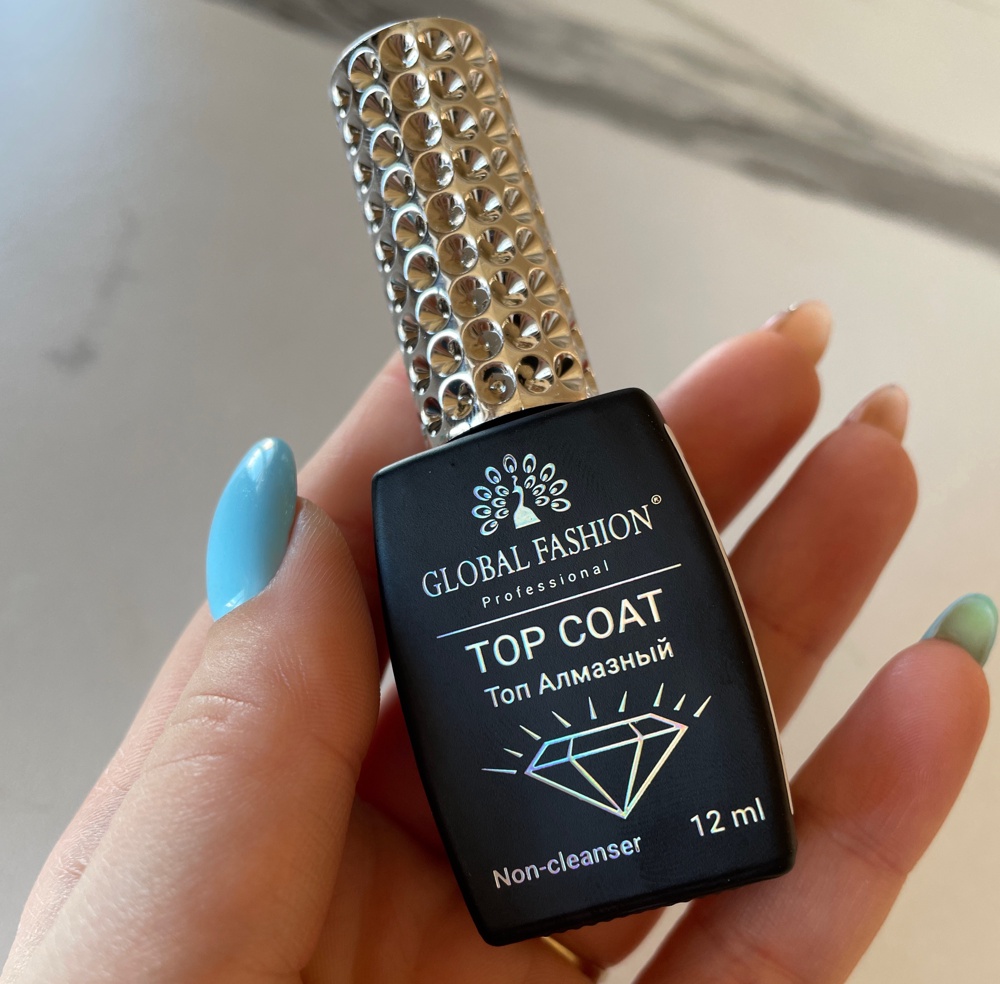 GLOBAL FASHION®
Professional
TOP COAT
Топ Алмазный
12 ml
Non-cleanser